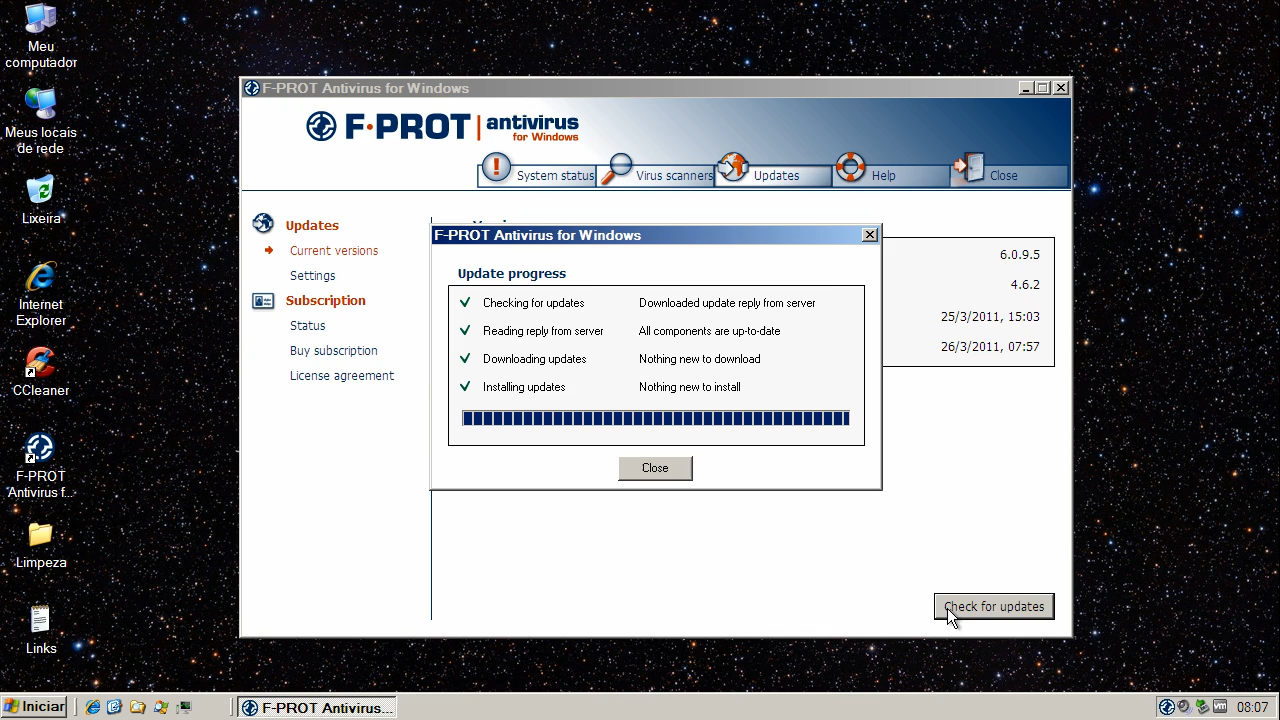 Meu
computador
Meus locais
de rede
Lixeira
Internet
Explorer
CCleaner
F-PROT
Antivirus f...
Limpeza
Links
F-PROT Antivirus for Windows
F·PROT | antivirus
for Windows
System status
Virus scanners
Updates
Help
Close
Updates
Current versions
Settings
Subscription
Status
Buy subscription
License agreement
6.0.9.5
4.6.2
25/3/2011, 15:03
26/3/2011, 07:57
F-PROT Antivirus for Windows
Update progress
Checking for updates Downloaded update reply from server
Reading reply from server All components are up-to-date
Downloading updates Nothing new to download
Installing updates Nothing new to install
Close
Check for updates
Iniciar
F-PROT Antivirus...
vm
08:07